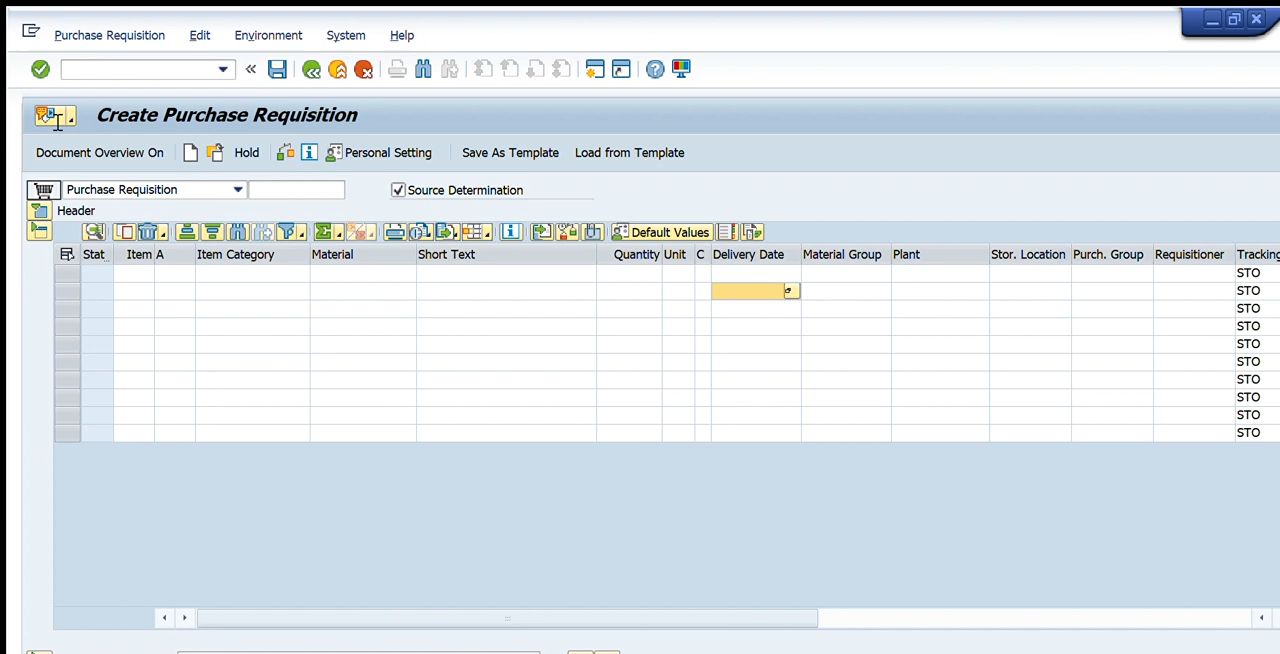 Purchase Requisition Edit Environment System Help
Create Purchase Requisition
Document Overview On Hold Personal Setting Save As Template Load from Template
Purchase Requisition Source Determination
Header
Default Values
Stat Item A Item Category Material Short Text Quantity Unit C Delivery Date Material Group Plant Stor. Location Purch. Group Requisitioner Tracking
STO
STO
STO
STO
STO
STO
STO
STO
STO
STO